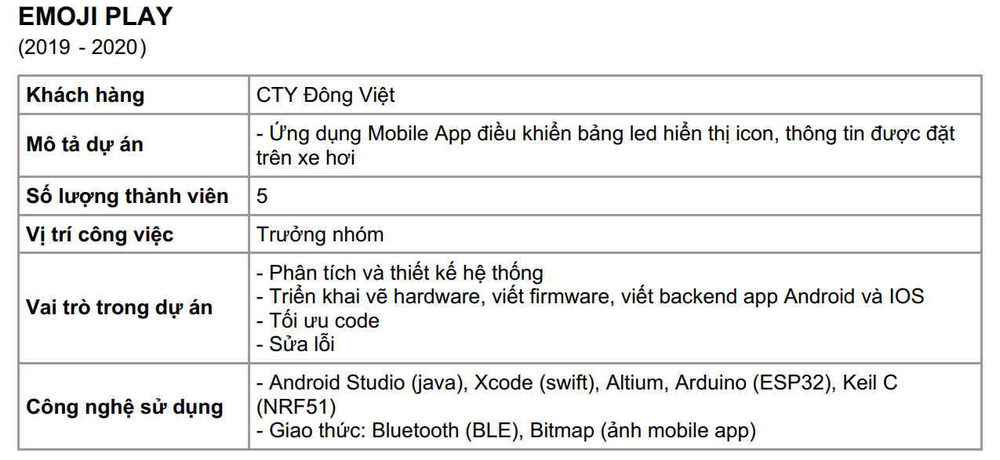 EMOJI PLAY
(2019 - 2020)
Khách hàng
CTY Đông Việt
Mô tả dự án
- Ứng dụng Mobile App điều khiển bảng led hiển thị icon, thông tin được đặt
trên xe hơi
Số lượng thành viên
5
Vị trí công việc
Trưởng nhóm
Vai trò trong dự án
- Phân tích và thiết kế hệ thống
- Triển khai vẽ hardware, viết firmware, viết backend app Android và IOS
- Tối ưu code
- Sửa lỗi
Công nghệ sử dụng
- Android Studio (java), Xcode (swift), Altium, Arduino (ESP32), Keil C
(NRF51)
- Giao thức: Bluetooth (BLE), Bitmap (ảnh mobile app)